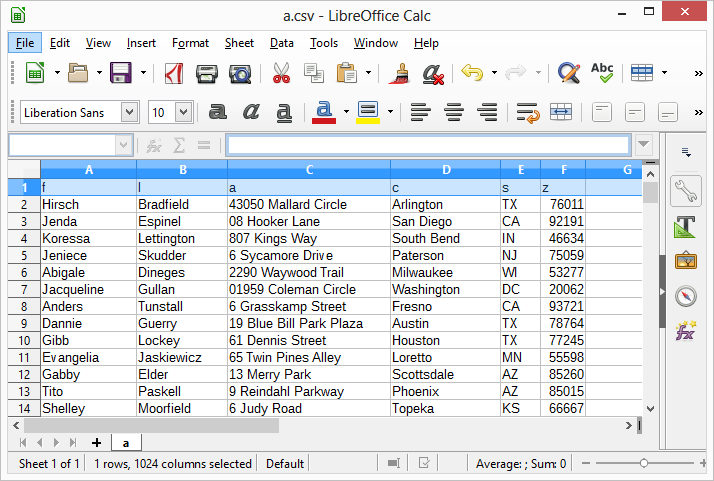 a.csv - LibreOffice Calc
File Edit View Insert Format Sheet Data Tools Window Help
Abc
Liberation Sans 10 a a a a
fx Σ =
A B C D E F G
1 f l a c s z
2 Hirsch Bradfield 43050 Mallard Circle Arlington TX 76011
3 Jenda Espinel 08 Hooker Lane San Diego CA 92191
4 Koressa Lettington 807 Kings Way South Bend IN 46634
5 Jeniece Skudder 6 Sycamore Drive Paterson NJ 75059
6 Abigale Dineges 2290 Waywood Trail Milwaukee WI 53277
7 Jacqueline Gullan 01959 Coleman Circle Washington DC 20062
8 Anders Tunstall 6 Grasskamp Street Fresno CA 93721
9 Dannie Guerry 19 Blue Bill Park Plaza Austin TX 78764
10 Gibb Lockey 61 Dennis Street Houston TX 77245
11 Evangelia Jaskiewicz 65 Twin Pines Alley Loretto MN 55598
12 Gabby Elder 13 Merry Park Scottsdale AZ 85260
13 Tito Paskell 9 Reindahl Parkway Phoenix AZ 85015
14 Shelley Moorfield 6 Judy Road Topeka KS 66667
a
Sheet 1 of 1 1 rows, 1024 columns selected Default Average: ; Sum: 0